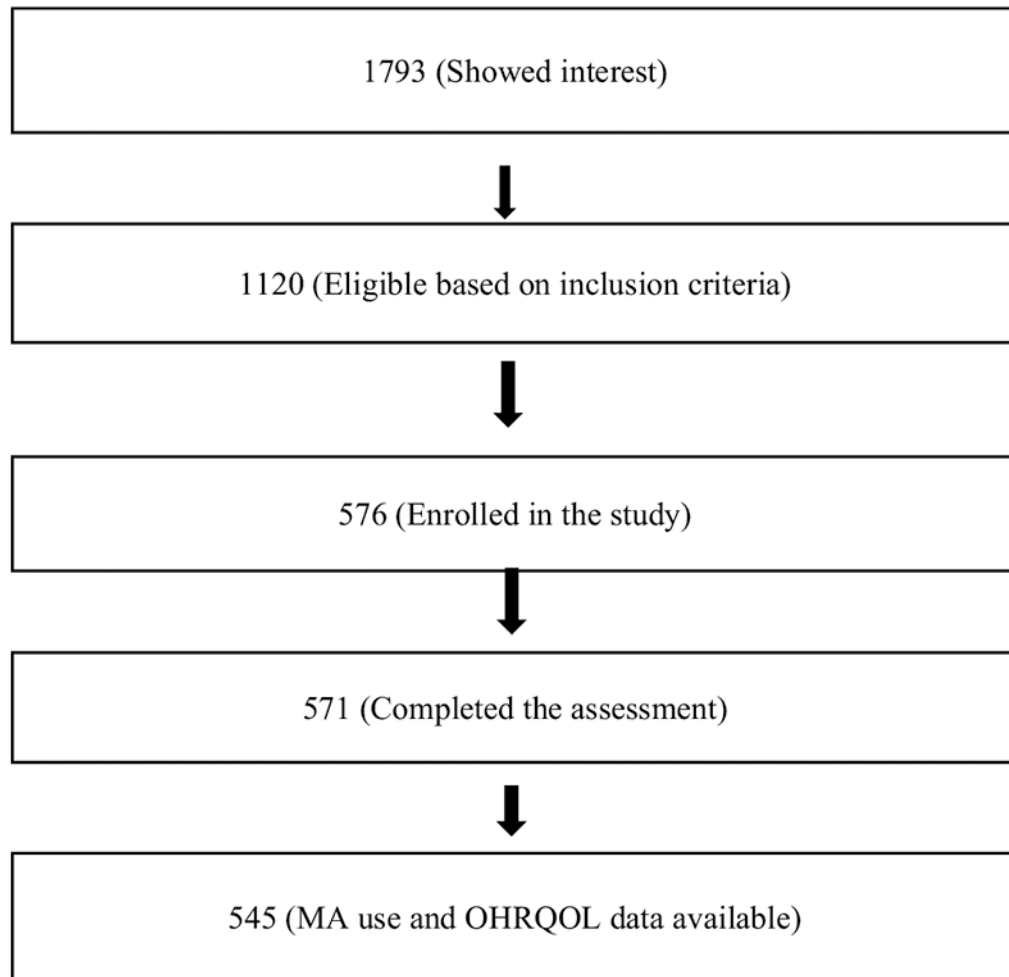 1793 (Showed interest)
1120 (Eligible based on inclusion criteria)
576 (Enrolled in the study)
571 (Completed the assessment)
545 (MA use and OHRQOL data available)